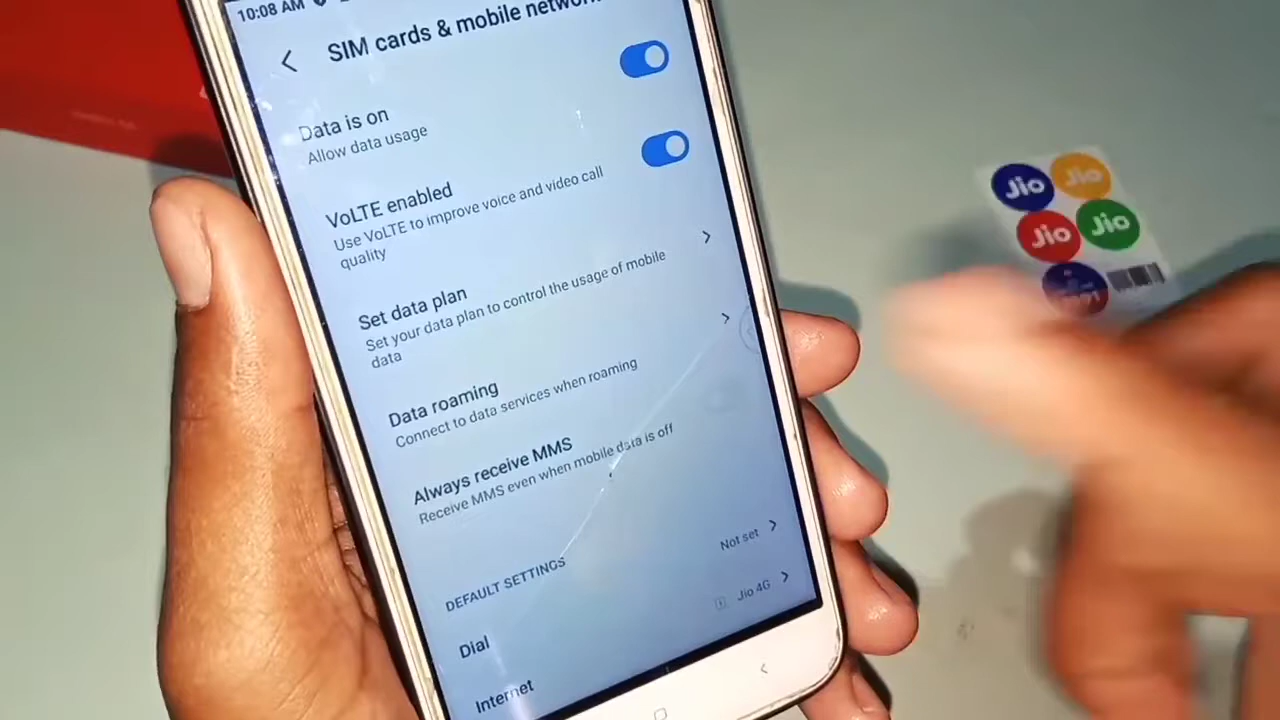 10:08 AM
SIM cards & mobile network
Data is on
Allow data usage
VoLTE enabled
Use VoLTE to improve voice and video call
quality
Set data plan
Set your data plan to control the usage of mobile
data
Data roaming
Connect to data services when roaming
Always receive MMS
Receive MMS even when mobile data is off
DEFAULT SETTINGS
Not set
Dial
Jio 4G
Internet
Jio
Jio
Jio
Jio